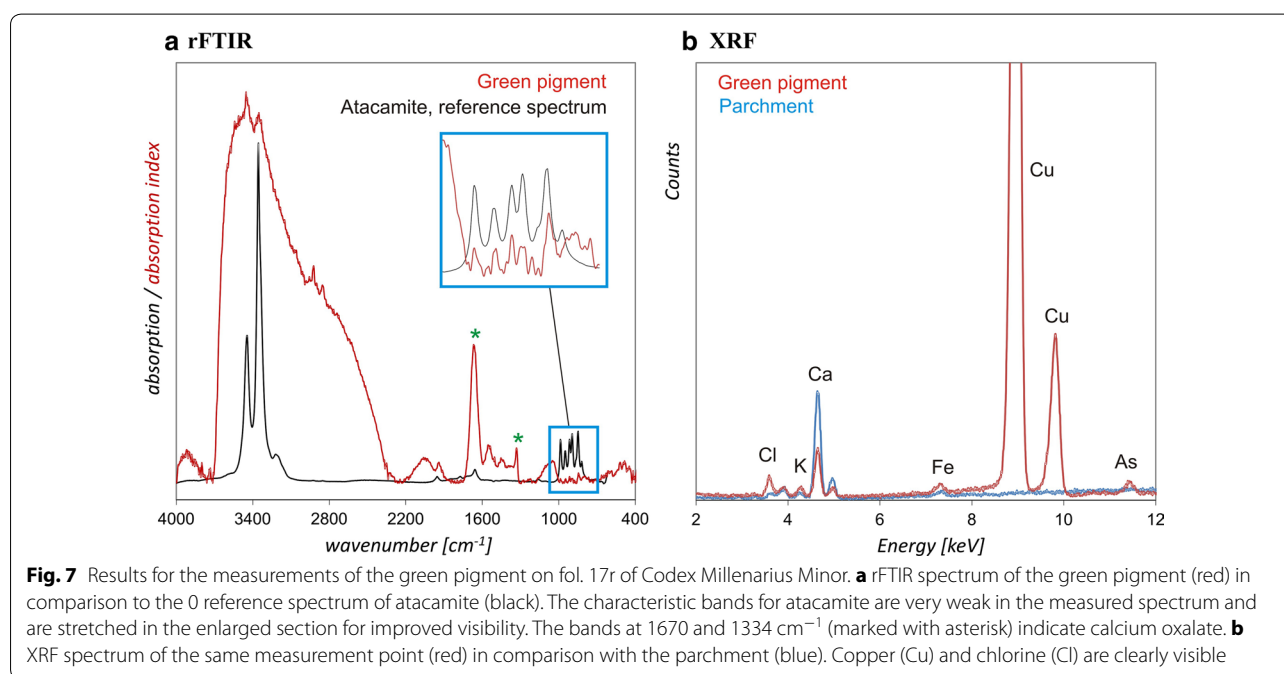 a rFTIR
Green pigment
Atacamite, reference spectrum
absorption / absorption index
4000 3400 2800 2200 1600 1000 400
wavenumber [cm-1]
* *
b XRF
Green pigment
Parchment
Counts
Cu
Cu
Ca
Cl
K
Fe
As
2 4 6 8 10 12
Energy [keV]
Fig. 7 Results for the measurements of the green pigment on fol. 17r of Codex Millenarius Minor. a rFTIR spectrum of the green pigment (red) in
comparison to the 0 reference spectrum of atacamite (black). The characteristic bands for atacamite are very weak in the measured spectrum and
are stretched in the enlarged section for improved visibility. The bands at 1670 and 1334 cm−1 (marked with asterisk) indicate calcium oxalate. b
XRF spectrum of the same measurement point (red) in comparison with the parchment (blue). Copper (Cu) and chlorine (Cl) are clearly visible